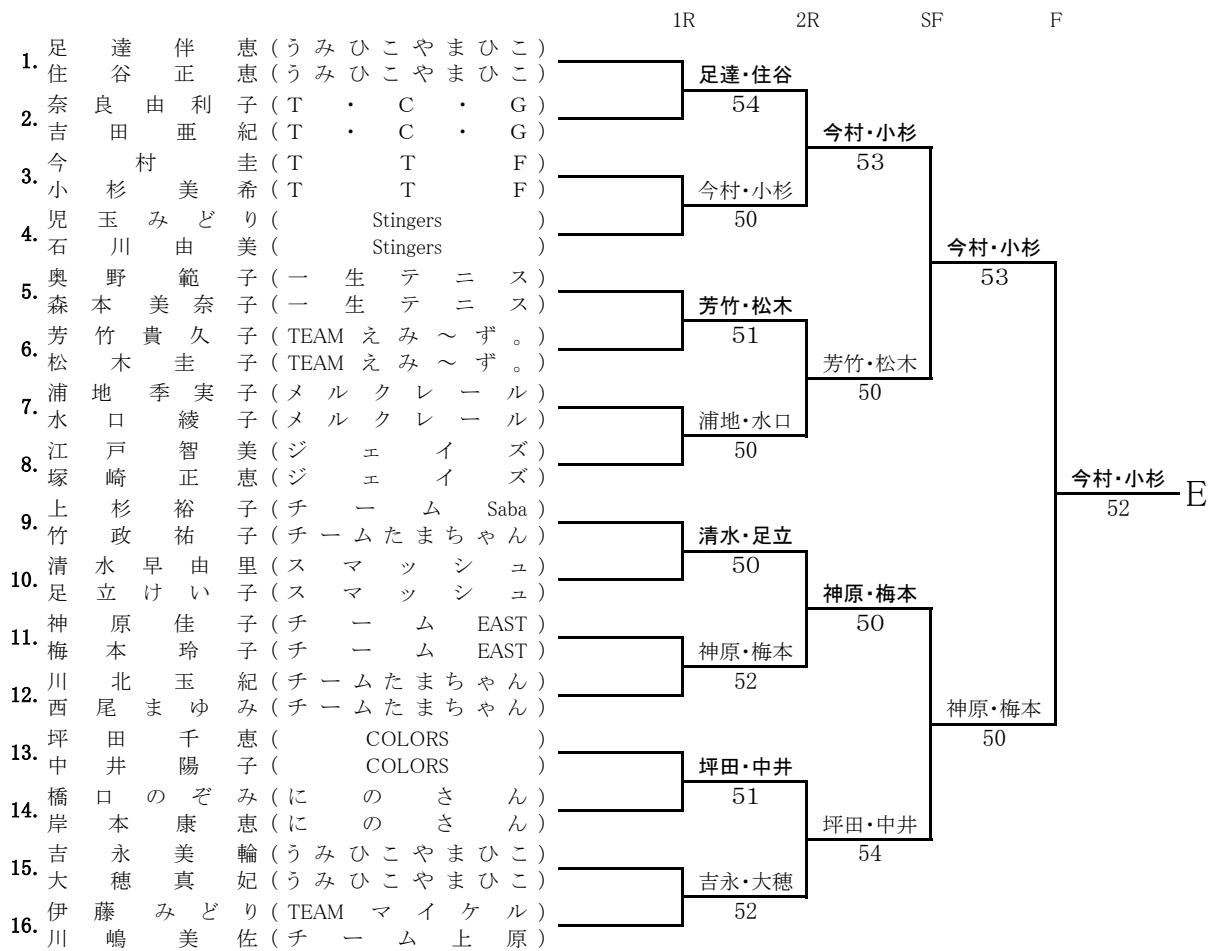 1R 2R SF F
1. 足達伴恵(うみひこやまひこ)
住谷正恵(うみひこやまひこ)
足達・住谷
54
2. 奈良由利子(T・C・G)
吉田亜紀(T・C・G)
今村・小杉
53
3. 今村圭(TTF)
小杉美希(TTF)
今村・小杉
50
4. 児玉みどり(Stingers)
石川由美(Stingers)
今村・小杉
53
5. 奥野範子(一生テニス)
森本美奈子(一生テニス)
芳竹・松木
51
6. 芳竹貴久子(TEAMえみ～ず。)
松木圭子(TEAMえみ～ず。)
芳竹・松木
50
7. 浦地季実子(メルクレール)
水口綾子(メルクレール)
浦地・水口
50
8. 江戸智美(ジェイズ)
塚崎正恵(ジェイズ)
今村・小杉
52
E
9. 上杉裕子(チームSaba)
竹政祐子(チームたまちゃん)
清水・足立
50
10. 清水早由里(スマッシュ)
足立けい子(スマッシュ)
神原・梅本
50
11. 神原佳子(チームEAST)
梅本玲子(チームEAST)
神原・梅本
52
12. 川北玉紀(チームたまちゃん)
西尾まゆみ(チームたまちゃん)
神原・梅本
50
13. 坪田千恵(COLORS)
中井陽子(COLORS)
坪田・中井
51
14. 橋口のぞみ(にのさん)
岸本康恵(にのさん)
坪田・中井
54
15. 吉永美輪(うみひこやまひこ)
大穂真妃(うみひこやまひこ)
吉永・大穂
52
16. 伊藤みどり(TEAMマイケル)
川嶋美佐(チーム上原)